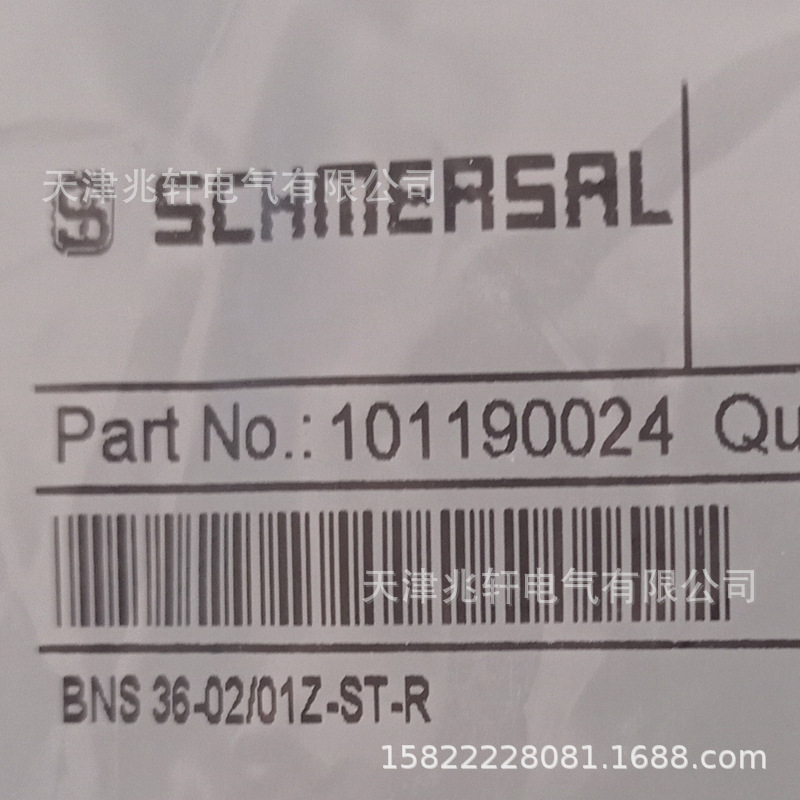 天津兆轩电气有限公司
SCHMERSAL
Part No.: 101190024 Qu
天津兆轩电气有限公司
BNS 36-02/01Z-ST-R
15822228081.1688.com